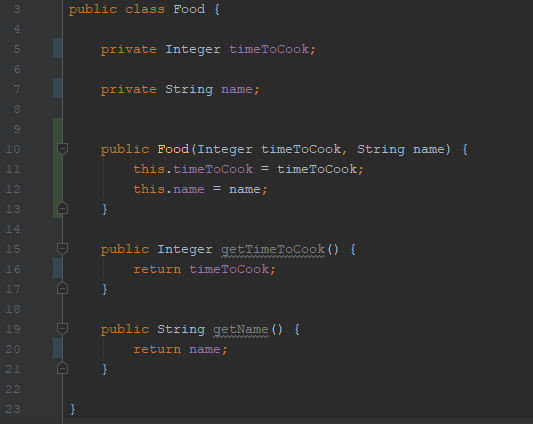 3 public class Food {
4
5 private Integer timeToCook;
6
7 private String name;
8
9
10 public Food(Integer timeToCook, String name) {
11 this.timeToCook = timeToCook;
12 this.name = name;
13 }
14
15 public Integer getTimeToCook() {
16 return timeToCook;
17 }
18
19 public String getName() {
20 return name;
21 }
22
23 }